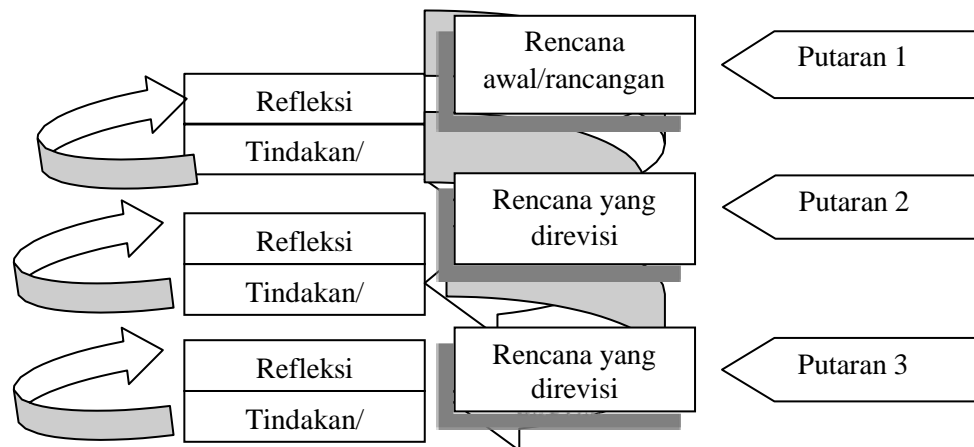 Rencana
awal/rancangan
Putaran 1
Refleksi
Tindakan/
Rencana yang
direvisi
Putaran 2
Refleksi
Tindakan/
Rencana yang
direvisi
Putaran 3
Refleksi
Tindakan/